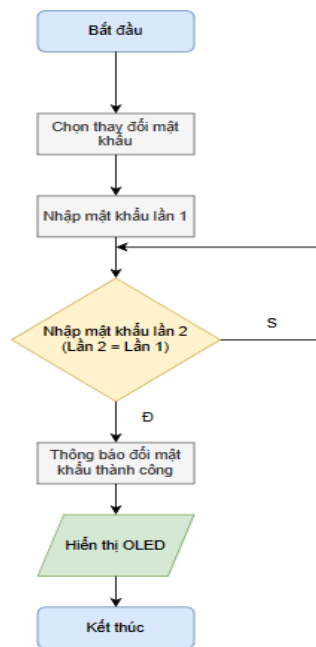 Bắt đầu
Chọn thay đổi mật
khẩu
Nhập mật khẩu lần 1
Nhập mật khẩu lần 2
(Lần 2 = Lần 1)
S
Đ
Thông báo đổi mật
khẩu thành công
Hiển thị OLED
Kết thúc